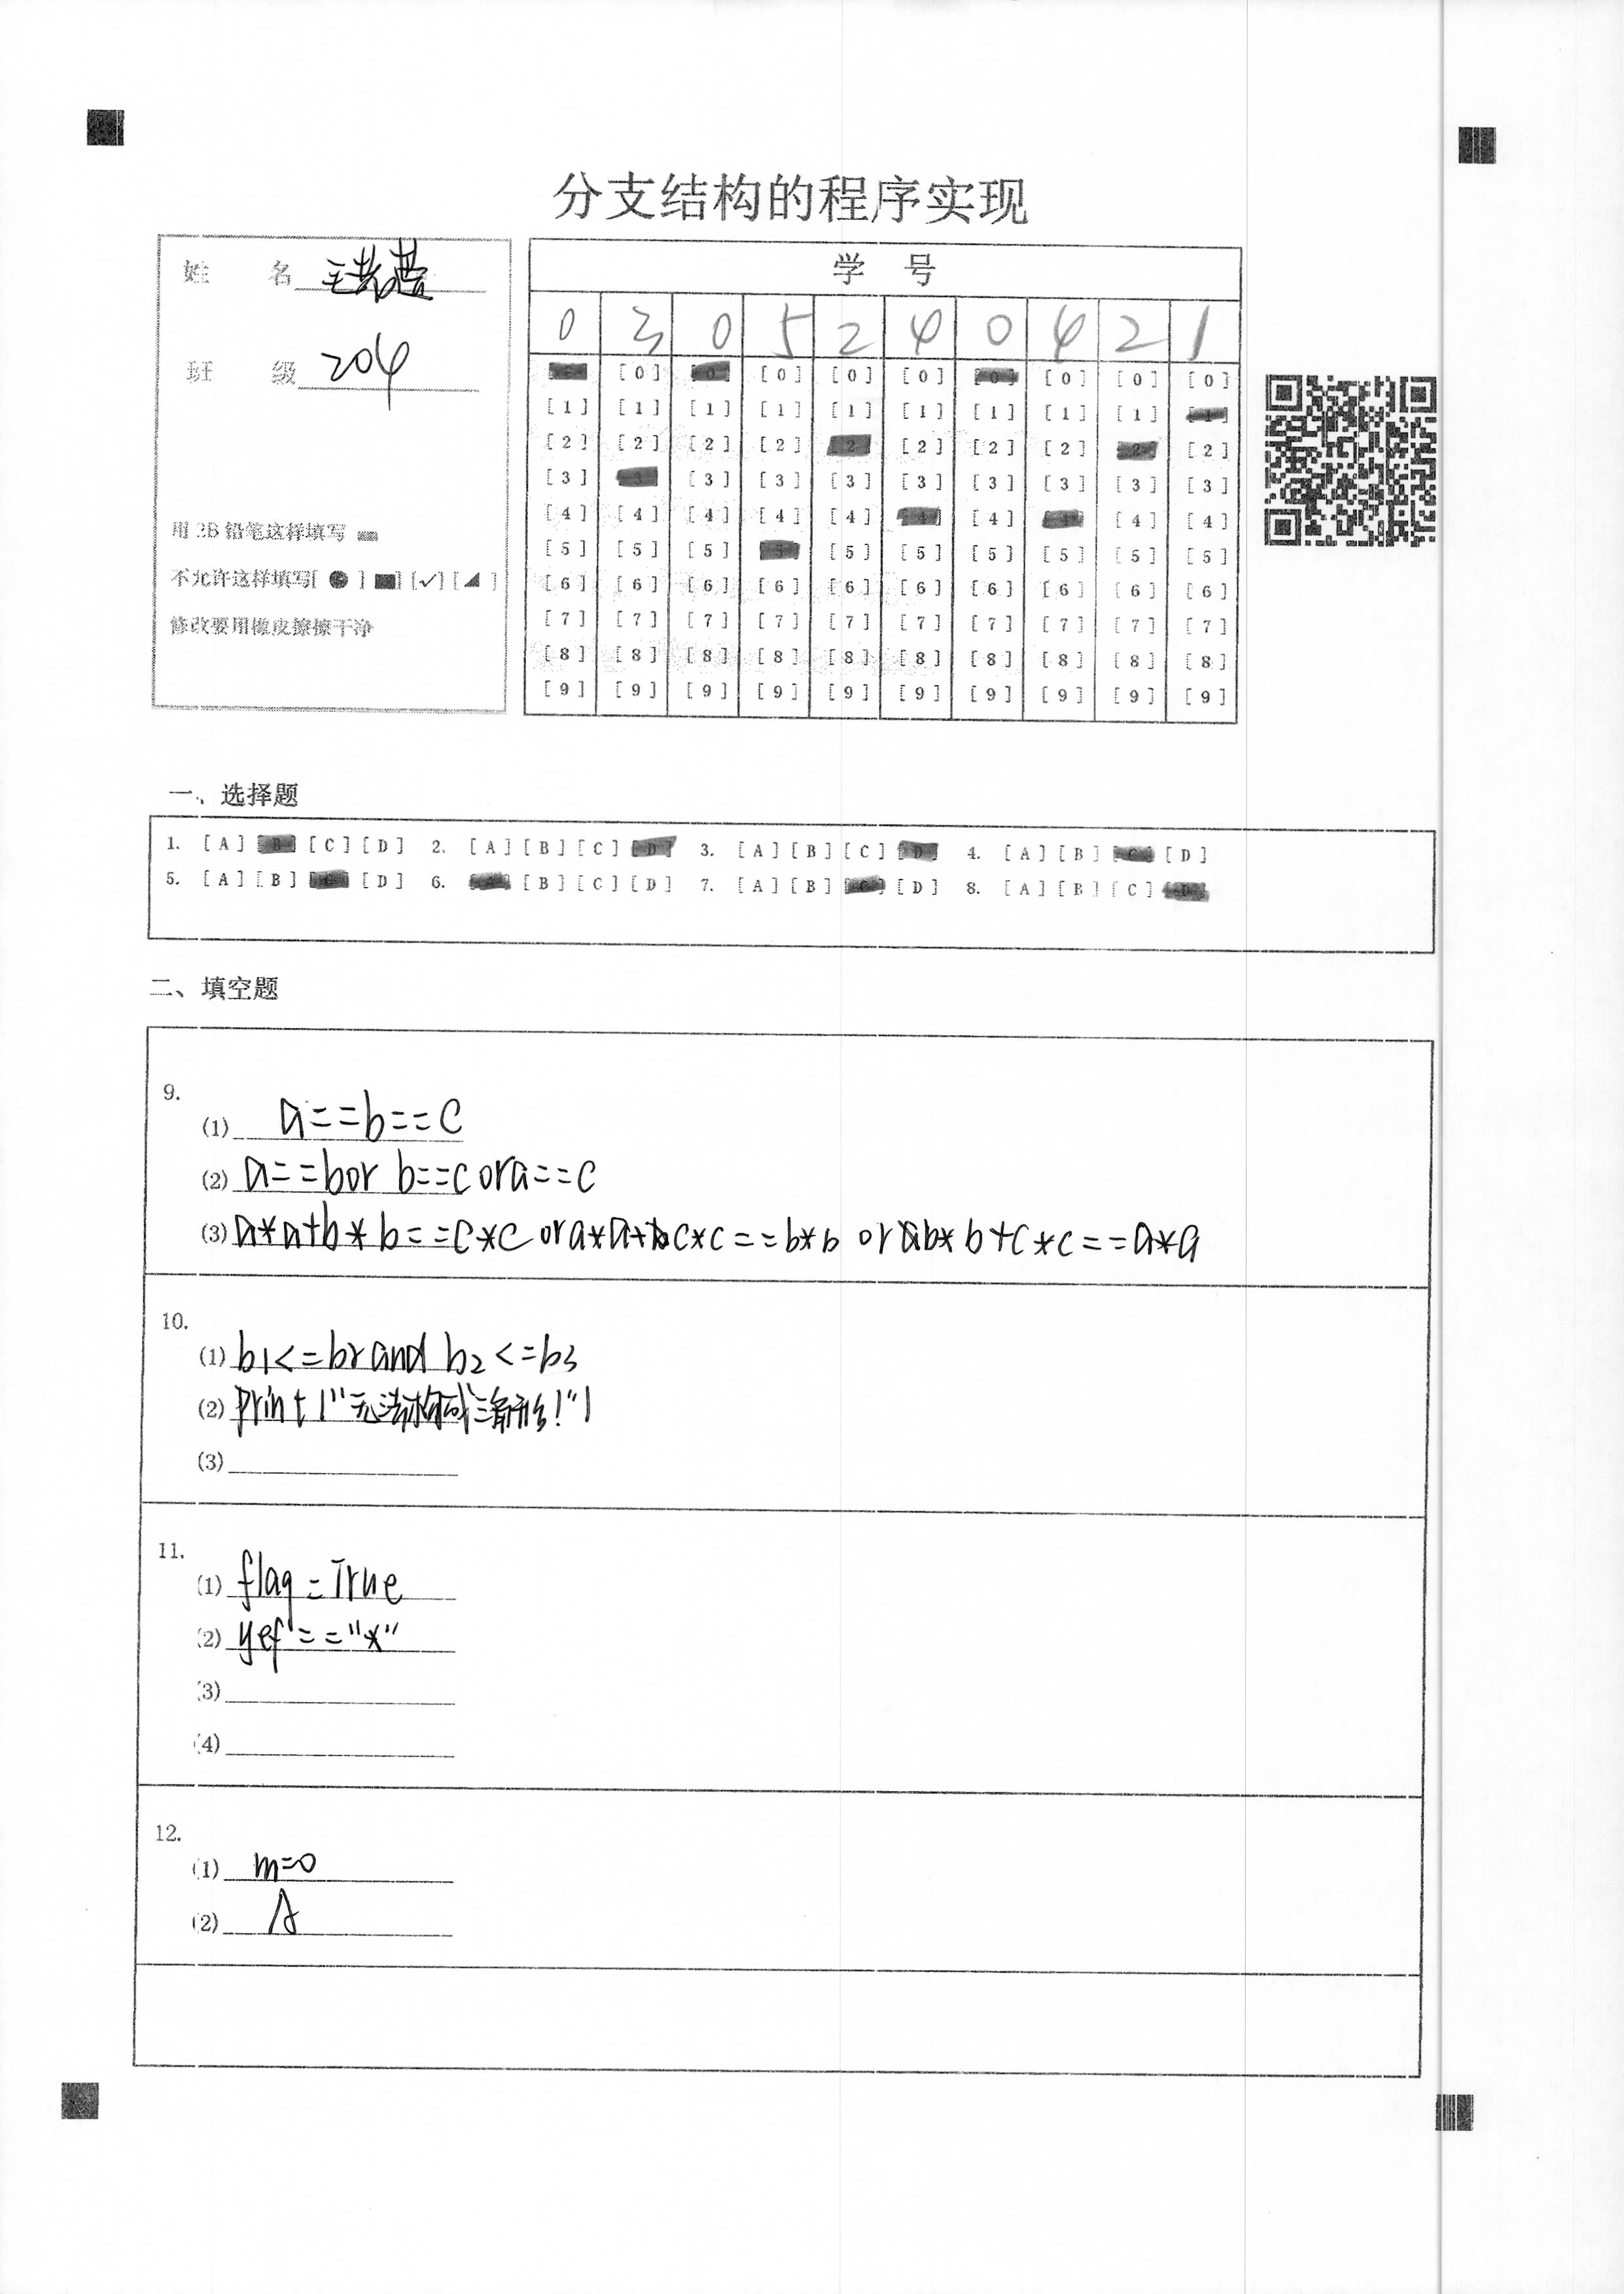 分支结构的程序实现
姓 名
班 级 204
用 2B 铅笔这样填写
不允许这样填写[ ● ] [■] [✓] [◢ ]
修改要用橡皮擦擦干净
学 号
0 3 0 5 2 4 0 4 2 1
[0] [0] [0] [0] [0] [0] [0] [0] [0] [0]
[1] [1] [1] [1] [1] [1] [1] [1] [1] [1]
[2] [2] [2] [2] [2] [2] [2] [2] [2] [2]
[3] [3] [3] [3] [3] [3] [3] [3] [3] [3]
[4] [4] [4] [4] [4] [4] [4] [4] [4] [4]
[5] [5] [5] [5] [5] [5] [5] [5] [5] [5]
[6] [6] [6] [6] [6] [6] [6] [6] [6] [6]
[7] [7] [7] [7] [7] [7] [7] [7] [7] [7]
[8] [8] [8] [8] [8] [8] [8] [8] [8] [8]
[9] [9] [9] [9] [9] [9] [9] [9] [9] [9]
一、选择题
1. [A] [B] [C] [D] 2. [A] [B] [C] [D] 3. [A] [B] [C] [D] 4. [A] [B] [C] [D]
5. [A] [B] [C] [D] 6. [A] [B] [C] [D] 7. [A] [B] [C] [D] 8. [A] [B] [C] [D]
二、填空题
9.
(1) a==b==c
(2) a==bor b==c ora==c
(3) a*a+b*b==c*c or a*a+c*c==b*b or b*b+c*c==a*a
10.
(1) b1<=b2 and b2<=b3
(2) print("无法构成三角形!")
(3)
11.
(1) flag=True
(2) yef=="*"
(3)
(4)
12.
(1) m=0
(2) A